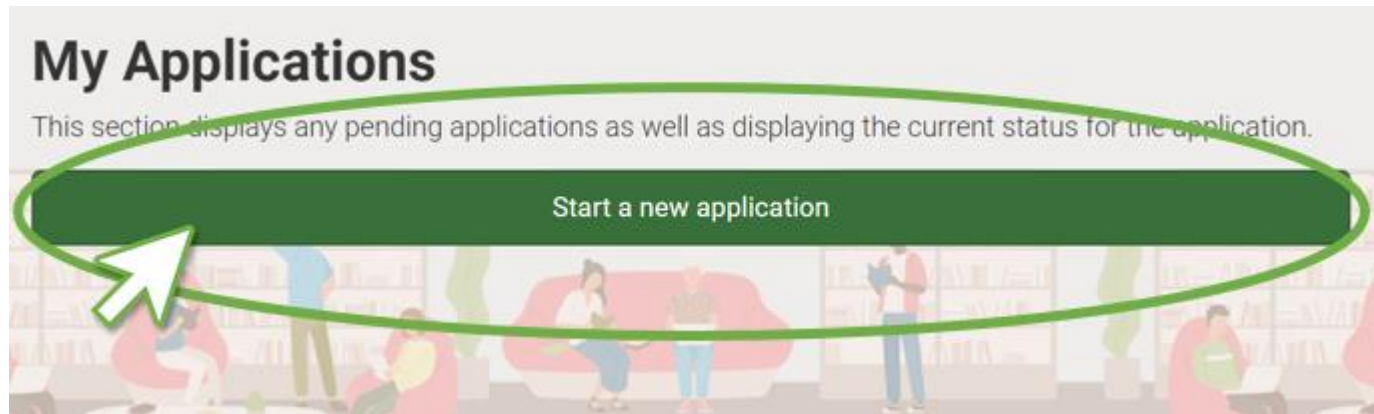 My Applications
This section displays any pending applications as well as displaying the current status for the application.
Start a new application